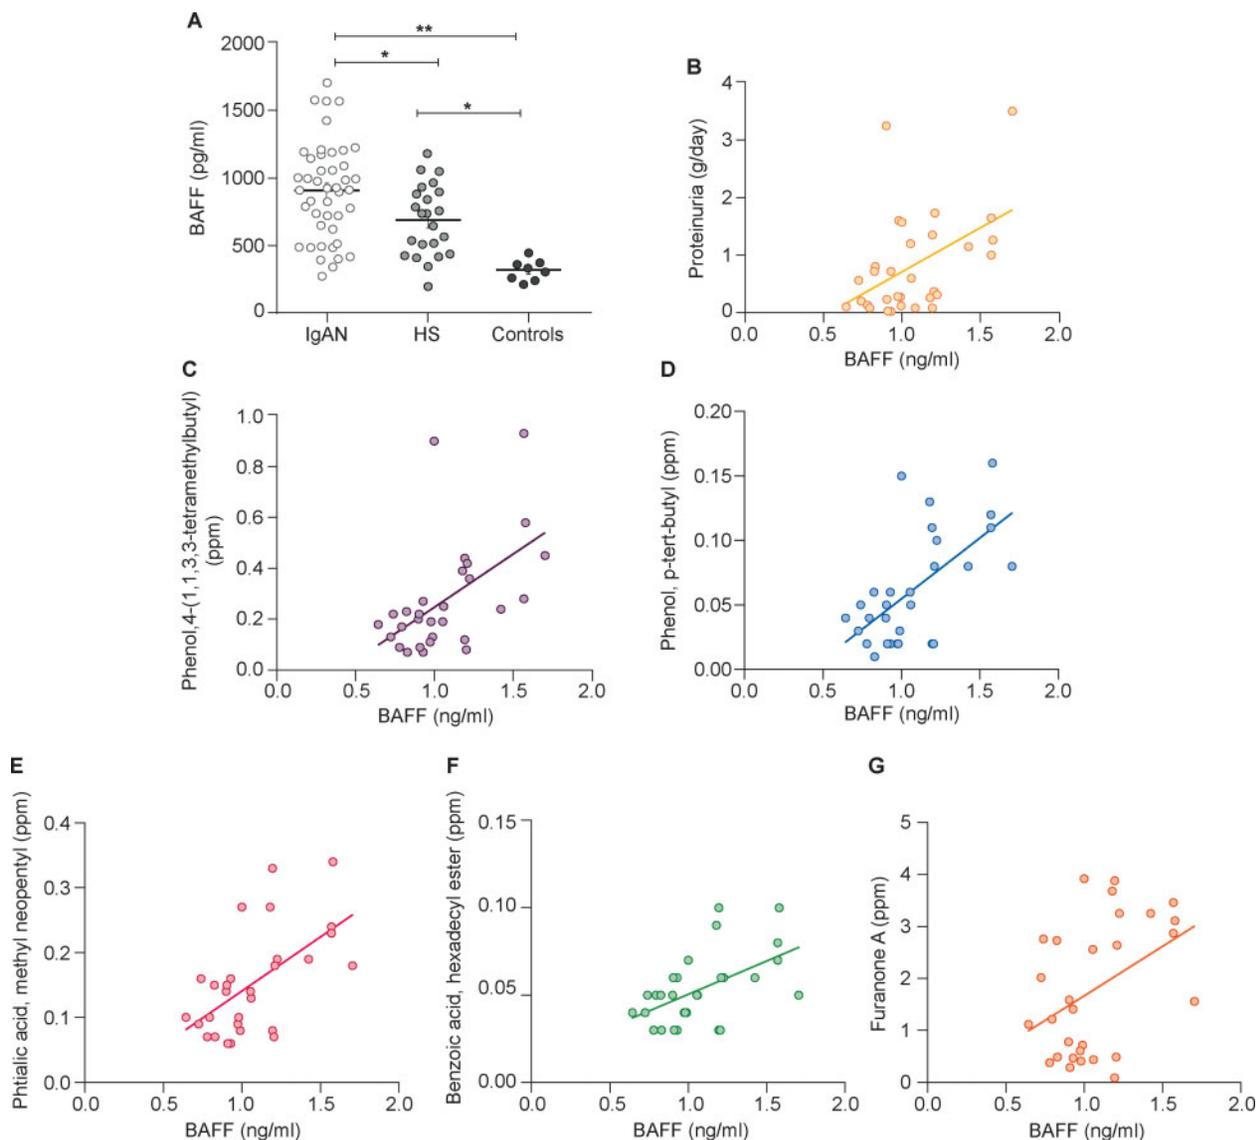 A
**
*
*
2000
1500
1000
500
0
BAFF (pg/ml)
IgAN
HS
Controls
B
4
3
2
1
0
Proteinuria (g/day)
0.0
0.5
1.0
1.5
2.0
BAFF (ng/ml)
C
1.0
0.8
0.6
0.4
0.2
0.0
Phenol,4-(1,1,3,3-tetramethylbutyl)
(ppm)
0.0
0.5
1.0
1.5
2.0
BAFF (ng/ml)
D
0.20
0.15
0.10
0.05
0.00
Phenol, p-tert-butyl (ppm)
0.0
0.5
1.0
1.5
2.0
BAFF (ng/ml)
E
0.4
0.3
0.2
0.1
0.0
Phtialic acid, methyl neopentyl (ppm)
0.0
0.5
1.0
1.5
2.0
BAFF (ng/ml)
F
0.15
0.10
0.05
0.00
Benzoic acid, hexadecyl ester (ppm)
0.0
0.5
1.0
1.5
2.0
BAFF (ng/ml)
G
5
4
3
2
1
0
Furanone A (ppm)
0.0
0.5
1.0
1.5
2.0
BAFF (ng/ml)